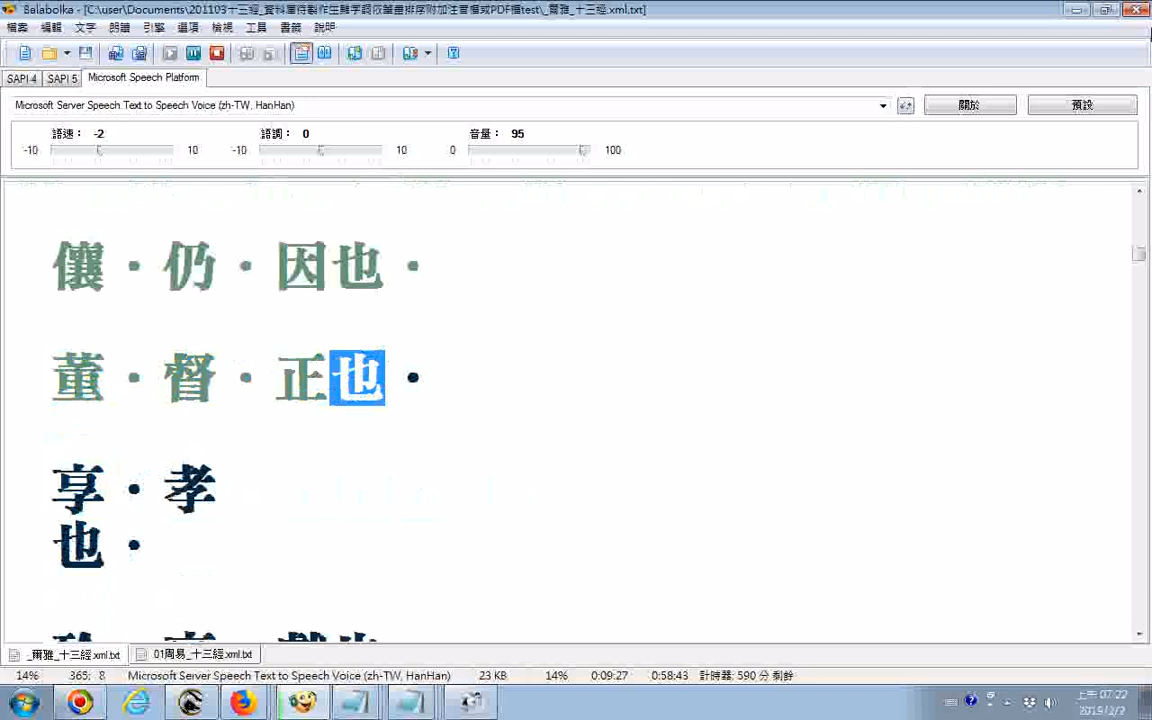 Balabolka - [C:\user\Documents\201103十三經_資料庫待製作生難字詞依筆畫排序附加注音檔或PDF檔test\_爾雅_十三經.xml.txt]
檔案 編輯 文字 朗讀 引擎 選項 檢視 工具 書籤 說明
SAPI 4 SAPI 5 Microsoft Speech Platform
Microsoft Server Speech Text to Speech Voice (zh-TW, HanHan) 關於 預設
語速： -2 語調： 0 音量： 95
-10 10 -10 10 0 100
儴・仍・因也・
董・督・正也・
享・孝
也・
_爾雅_十三經.xml.txt 01周易_十三經.xml.txt
14% 365: 8 Microsoft Server Speech Text to Speech Voice (zh-TW, HanHan) 23 KB 14% 0:09:27 0:58:43 計時器: 590 分 剩餘
上午 07:22
2019/2/7